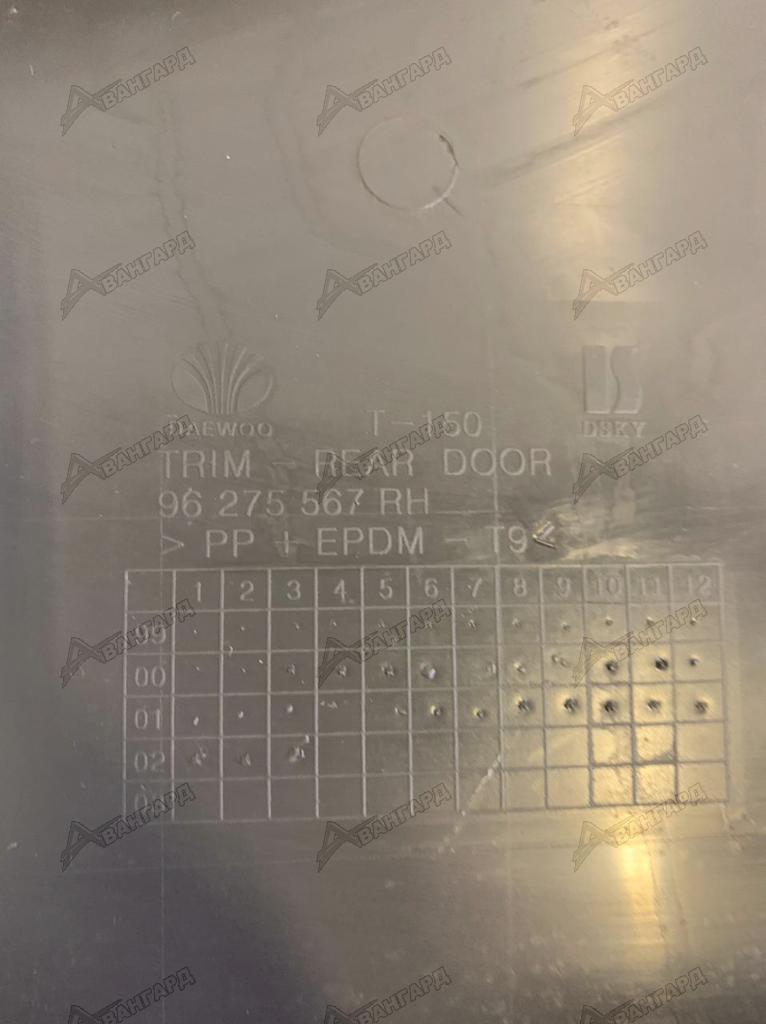 DAEWOO T-150 DSKY
TRIM - REAR DOOR
96 275 567 RH
> PP + EPDM - T9 <
1 2 3 4 5 6 7 8 9 10 11 12
99
00
01
02
АВАНГАРД